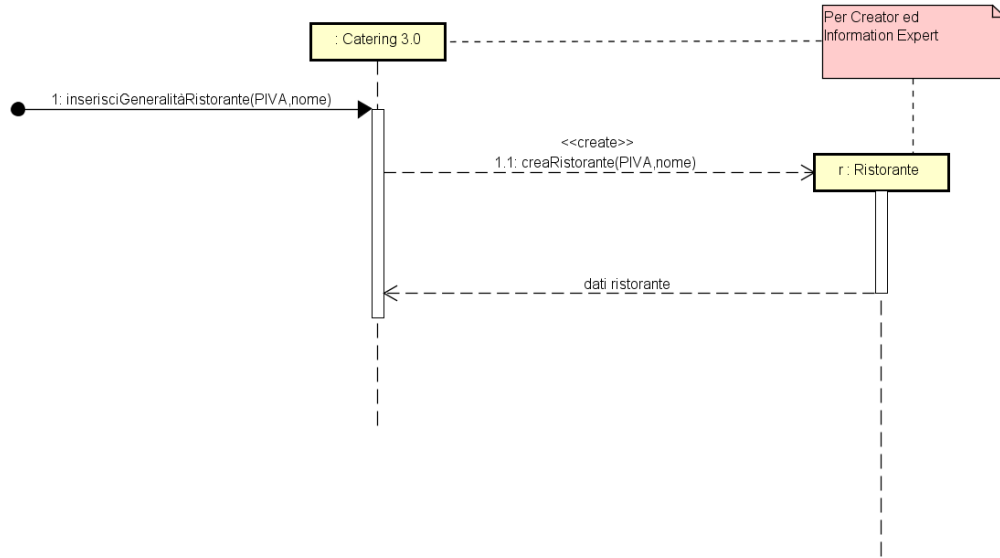 Per Creator ed
Information Expert
: Catering 3.0
1: inserisciGeneralitàRistorante(PIVA,nome)
<<create>>
1.1: creaRistorante(PIVA,nome)
r : Ristorante
dati ristorante